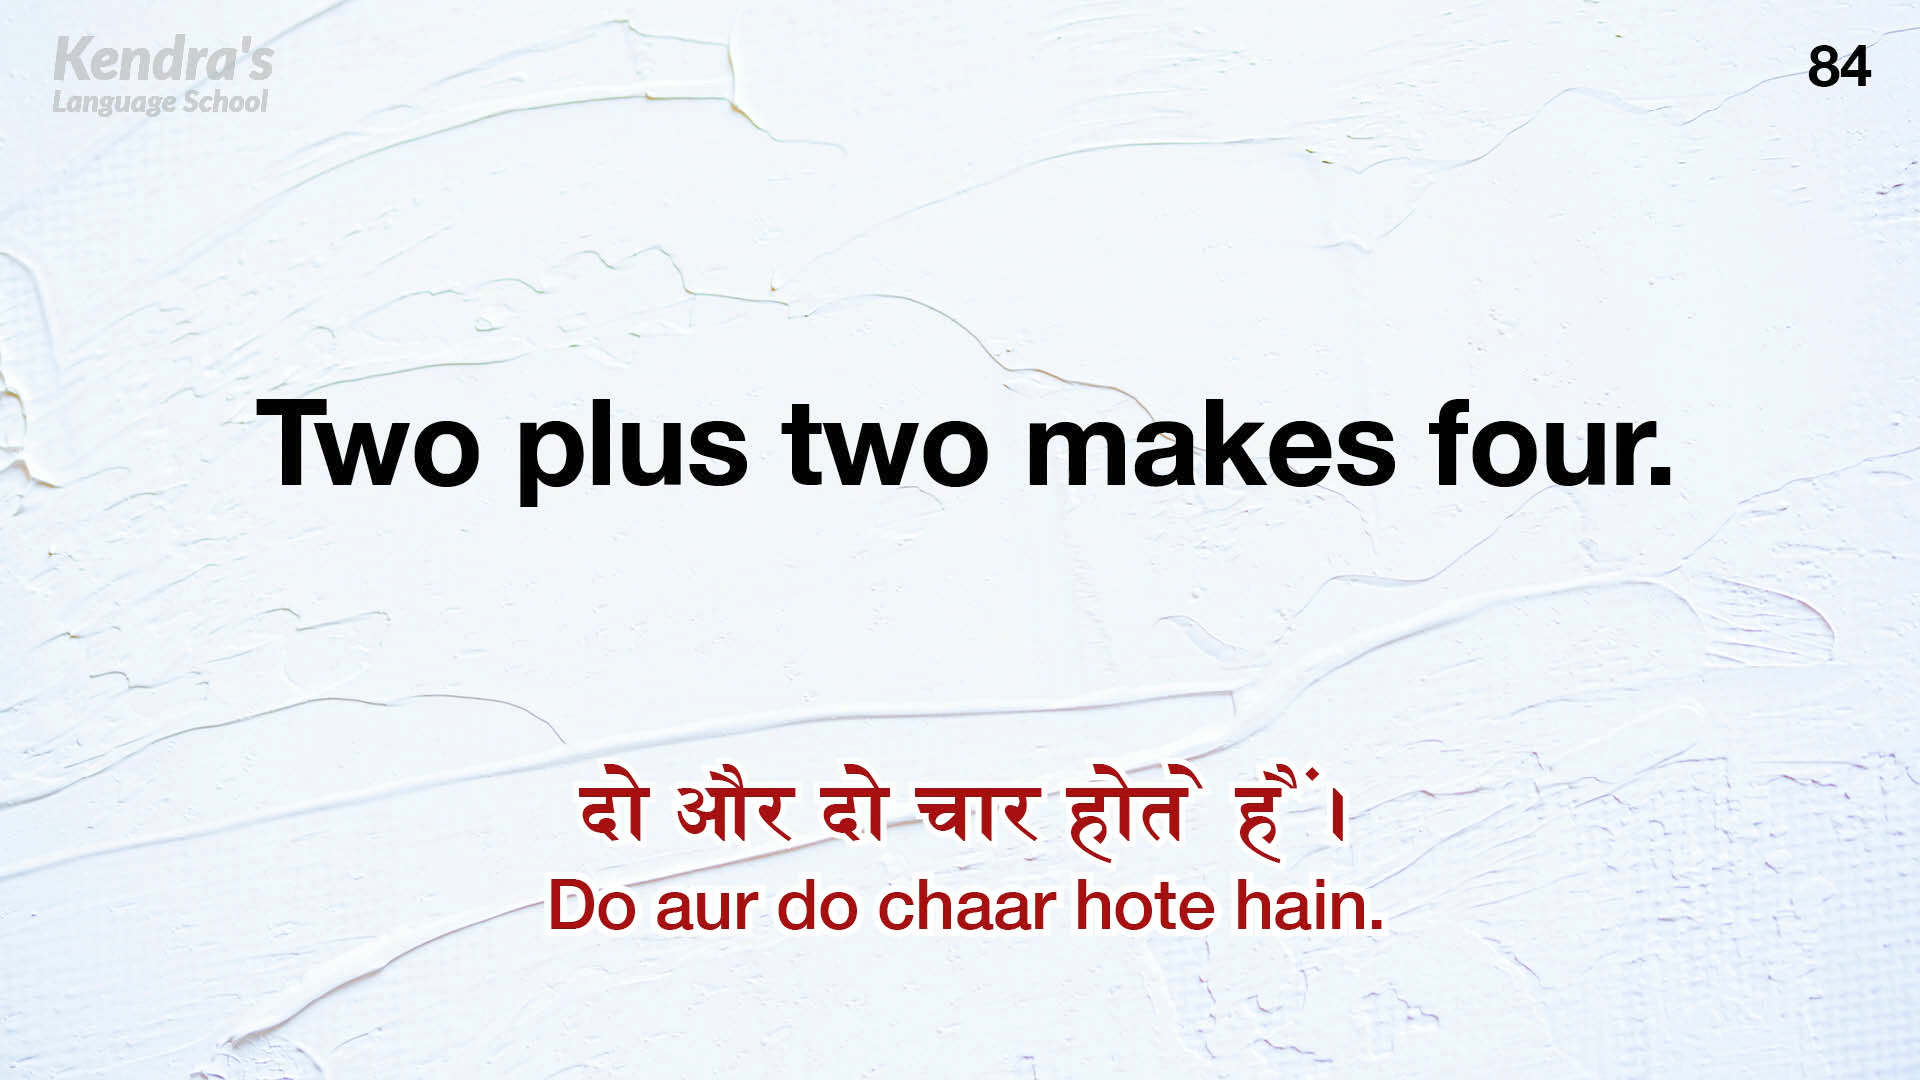 Kendra's
Language School
84
Two plus two makes four.
दो और दो चार होते हैं।
Do aur do chaar hote hain.